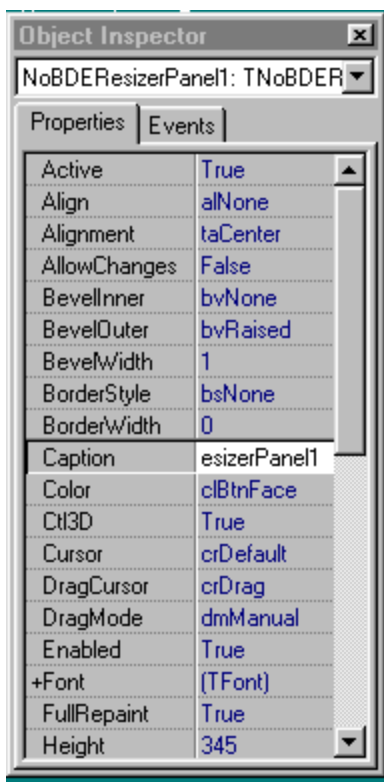 Object Inspector
NoBDEResizerPanel1: TNoBDER
Properties Events
Active True
Align alNone
Alignment taCenter
AllowChanges False
BevelInner bvNone
BevelOuter bvRaised
BevelWidth 1
BorderStyle bsNone
BorderWidth 0
Caption esizerPanel1
Color clBtnFace
Ctl3D True
Cursor crDefault
DragCursor crDrag
DragMode dmManual
Enabled True
+Font (TFont)
FullRepaint True
Height 345